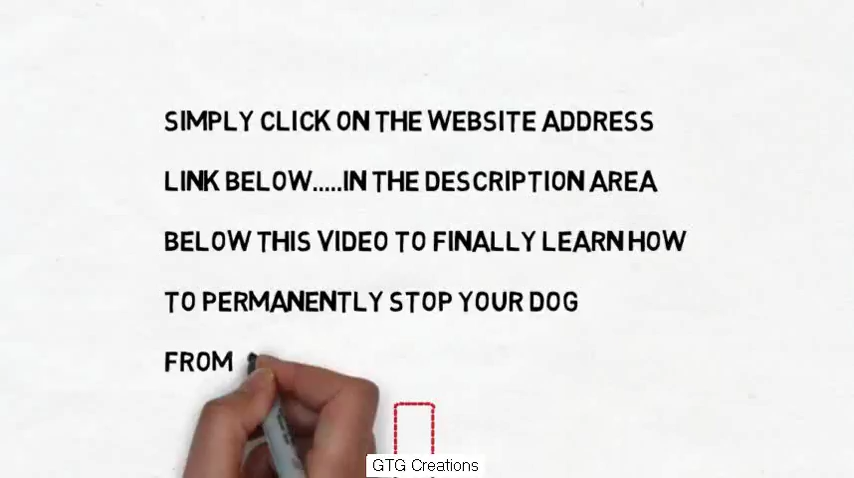 SIMPLY CLICK ON THE WEBSITE ADDRESS
LINK BELOW.....IN THE DESCRIPTION AREA
BELOW THIS VIDEO TO FINALLY LEARN HOW
TO PERMANENTLY STOP YOUR DOG
FROM
GTG Creations